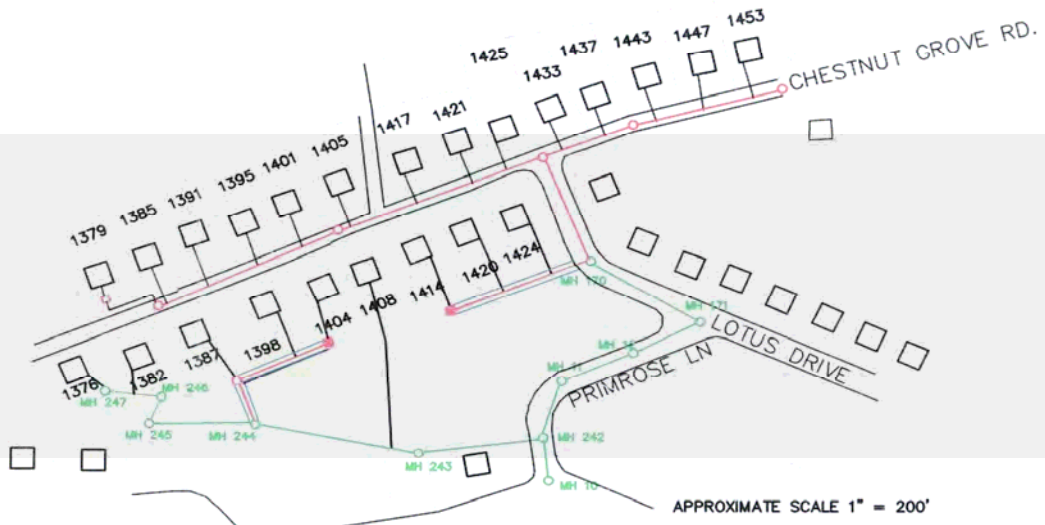 1453
1447
1443
1437
1425
1433
CHESTNUT GROVE RD.
1421
1417
1405
1401
1395
1391
1385
1379
1424
1420
1414
1408
1404
1398
1387
1382
1376
MH 170
MH 171
LOTUS DRIVE
PRIMROSE LN
MH 11
MH 246
MH 247
MH 245
MH 244
MH 243
MH 242
MH 10
APPROXIMATE SCALE 1" = 200'